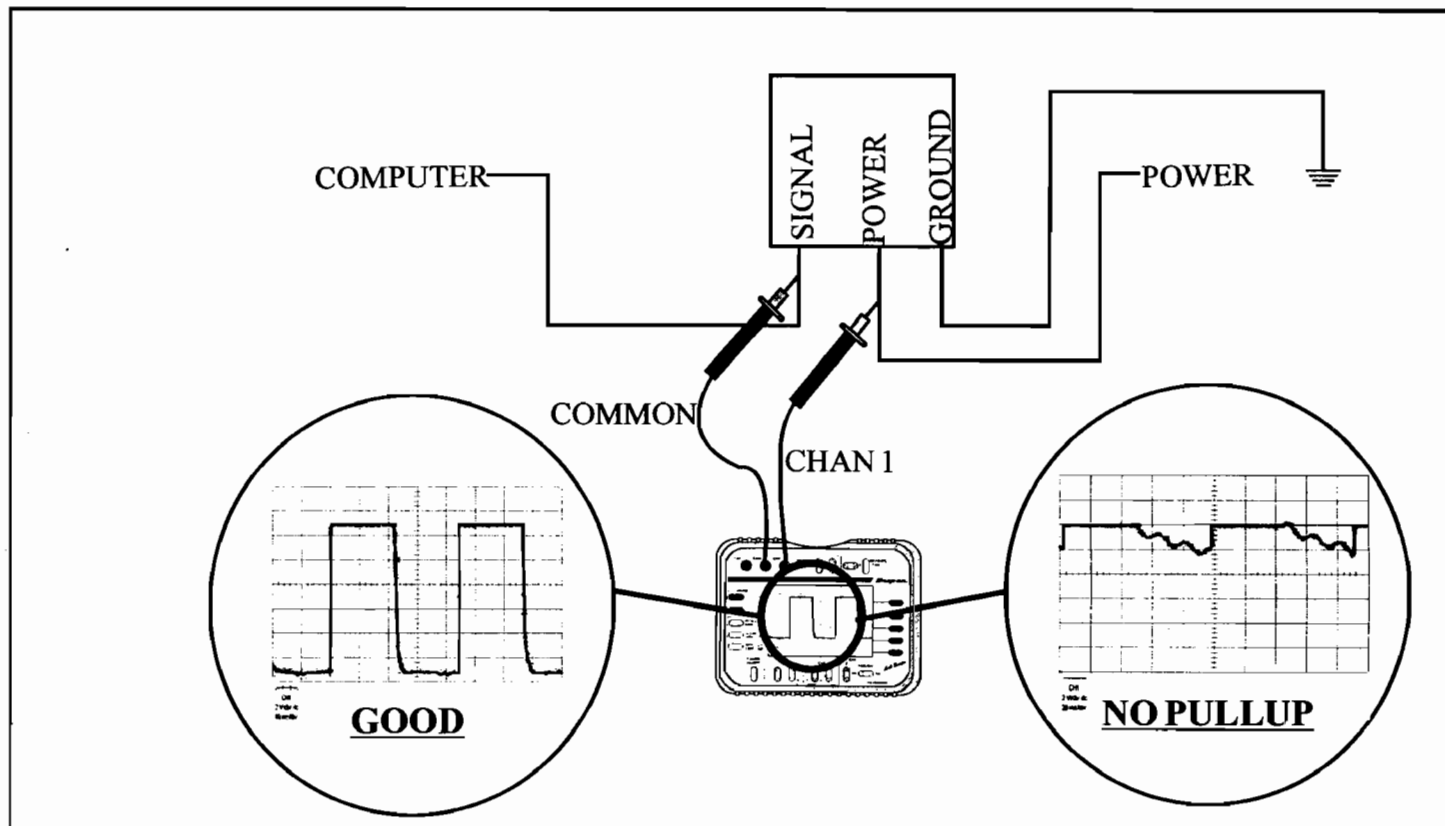 SIGNAL
POWER
GROUND
COMPUTER
POWER
COMMON
CHAN 1
GOOD
NO PULLUP